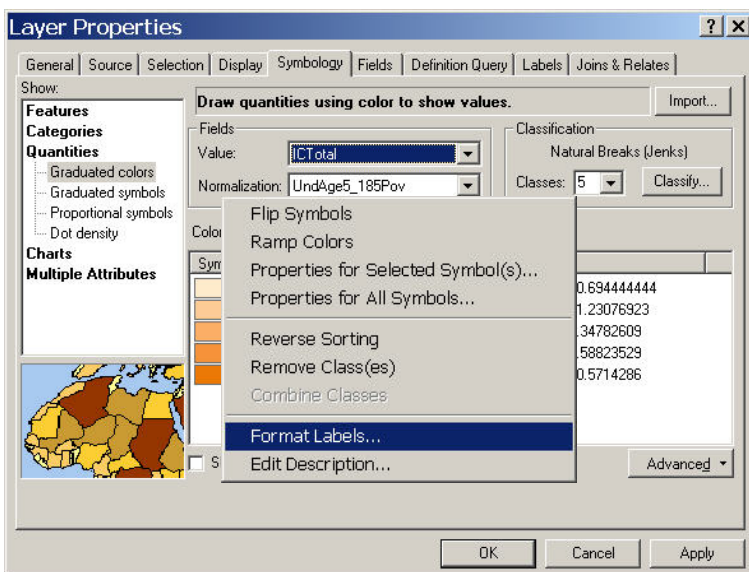 Layer Properties
? X
General Source Selection Display Symbology Fields Definition Query Labels Joins & Relates
Show:
Features
Categories
Quantities
Graduated colors
Graduated symbols
Proportional symbols
Dot density
Charts
Multiple Attributes
Draw quantities using color to show values.
Import...
Fields
Value: ICTotal
Normalization: UndAge5_185Pov
Classification
Natural Breaks (Jenks)
Classes: 5 Classify...
Flip Symbols
Ramp Colors
Properties for Selected Symbol(s)...
Properties for All Symbols...
Reverse Sorting
Remove Class(es)
Combine Classes
Format Labels...
Edit Description...
Colo
Sym
0.694444444
1.23076923
.34782609
.58823529
0.5714286
S
Advanced
OK Cancel Apply